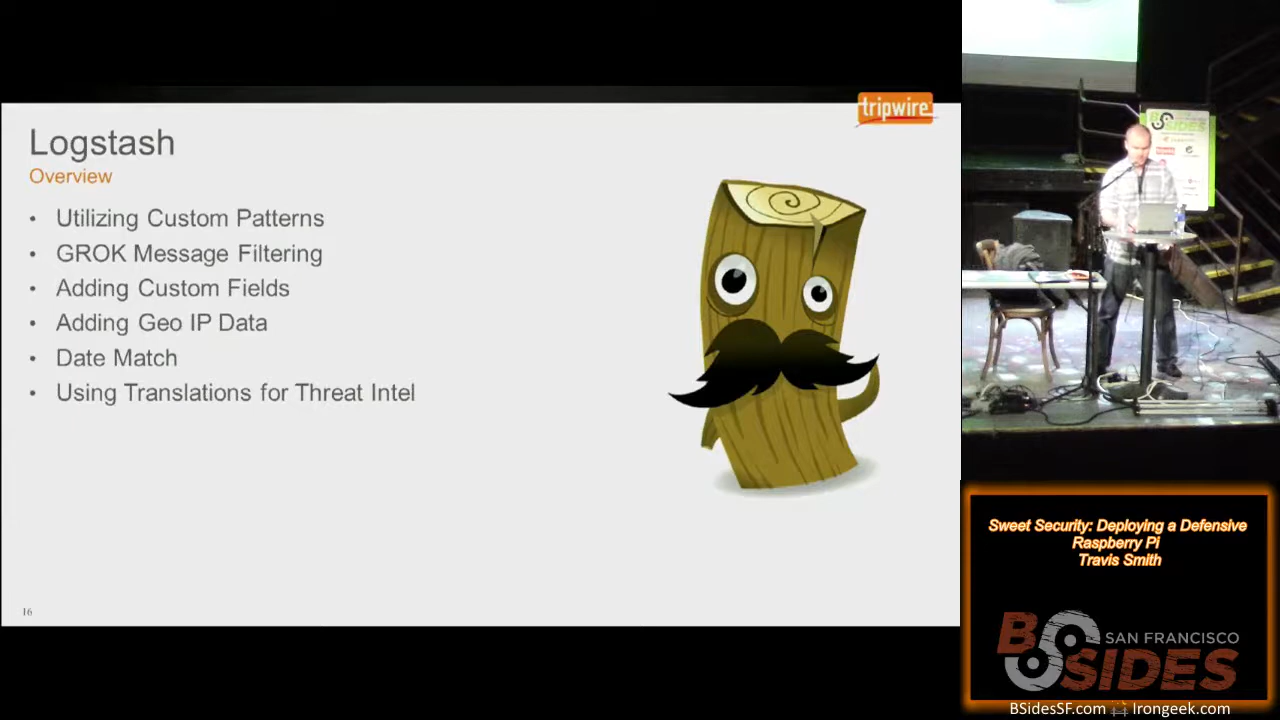 tripwire
Logstash
Overview
• Utilizing Custom Patterns
• GROK Message Filtering
• Adding Custom Fields
• Adding Geo IP Data
• Date Match
• Using Translations for Threat Intel
16
BSIDES
Sweet Security: Deploying a Defensive
Raspberry Pi
Travis Smith
BSIDES
SAN FRANCISCO
BSidesSF.com Irongeek.com